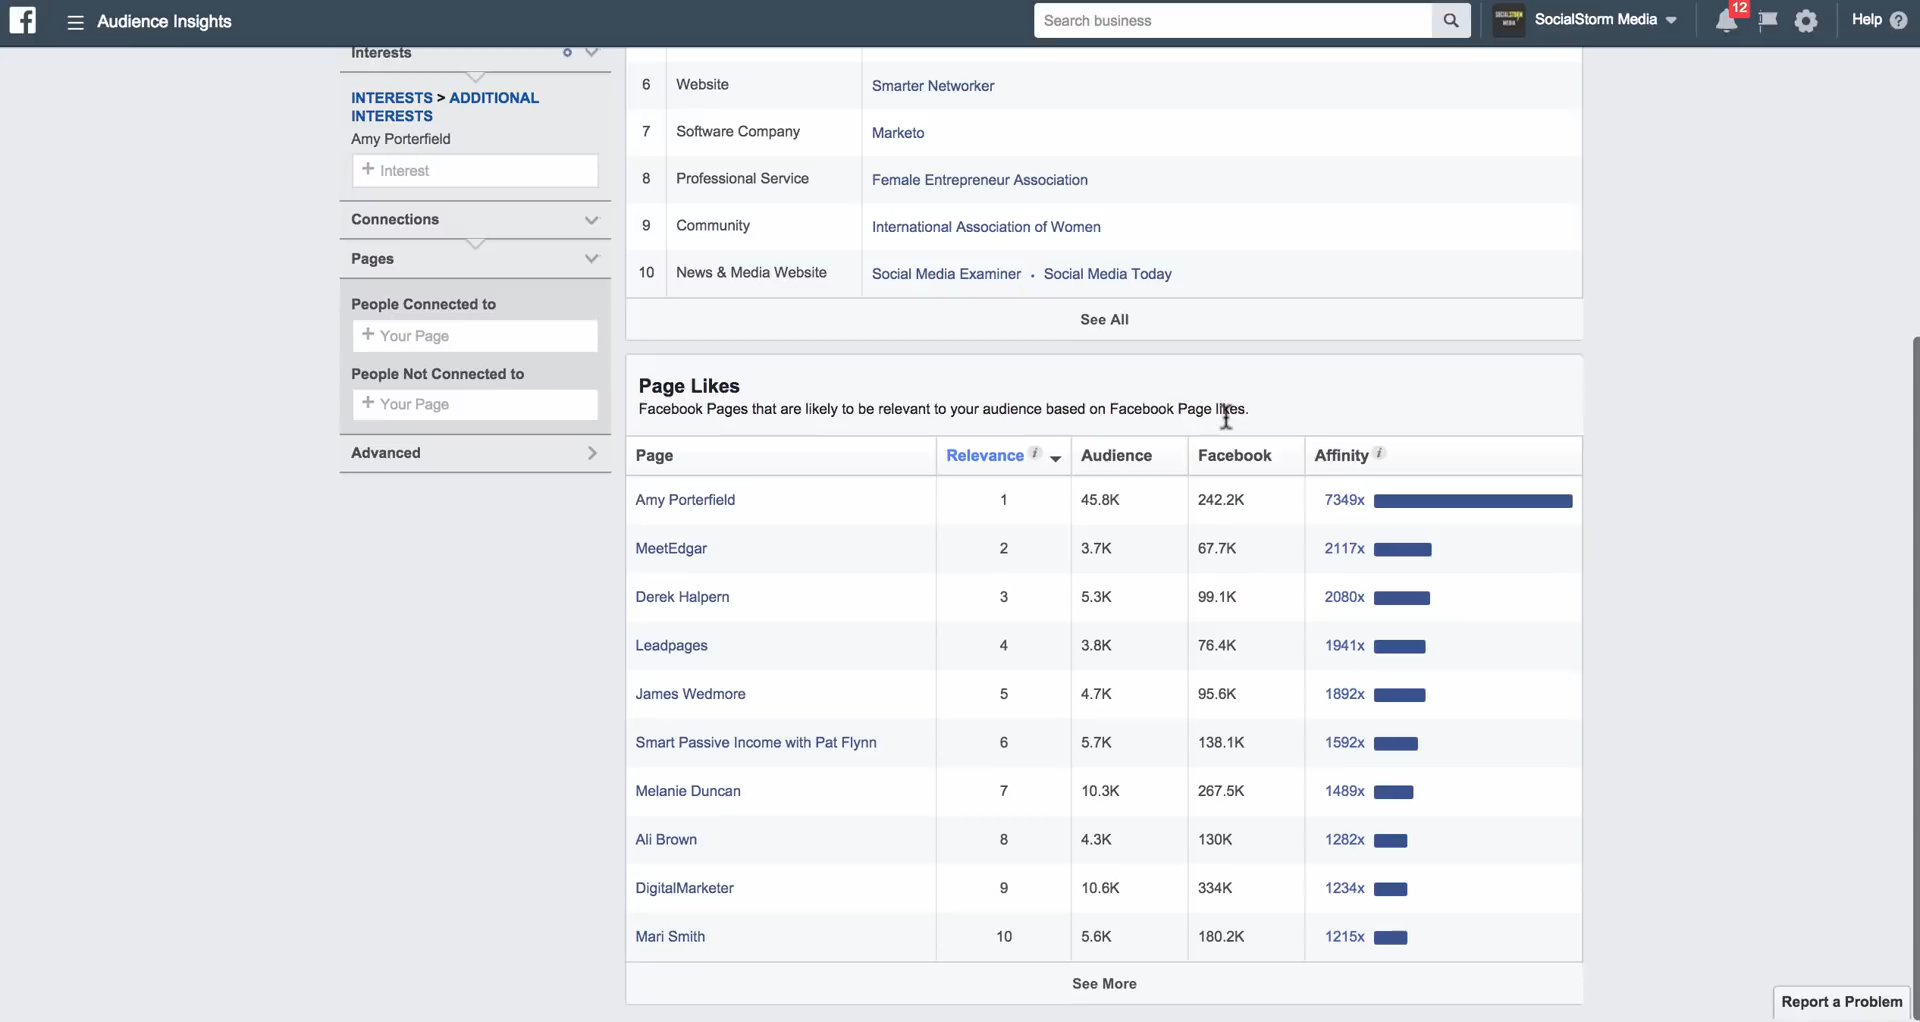 Audience Insights
Search business
SocialStorm Media
12
Help
Interests
INTERESTS > ADDITIONAL
INTERESTS
Amy Porterfield
+ Interest
Connections
Pages
People Connected to
+ Your Page
People Not Connected to
+ Your Page
Advanced
6 Website Smarter Networker
7 Software Company Marketo
8 Professional Service Female Entrepreneur Association
9 Community International Association of Women
10 News & Media Website Social Media Examiner • Social Media Today
See All
Page Likes
Facebook Pages that are likely to be relevant to your audience based on Facebook Page likes.
Page Relevance i Audience Facebook Affinity i
Amy Porterfield 1 45.8K 242.2K 7349x
MeetEdgar 2 3.7K 67.7K 2117x
Derek Halpern 3 5.3K 99.1K 2080x
Leadpages 4 3.8K 76.4K 1941x
James Wedmore 5 4.7K 95.6K 1892x
Smart Passive Income with Pat Flynn 6 5.7K 138.1K 1592x
Melanie Duncan 7 10.3K 267.5K 1489x
Ali Brown 8 4.3K 130K 1282x
DigitalMarketer 9 10.6K 334K 1234x
Mari Smith 10 5.6K 180.2K 1215x
See More
Report a Problem